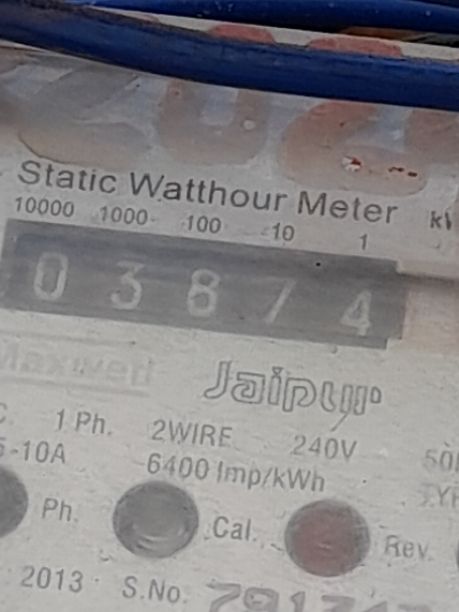 Static Watthour Meter
10000 1000 100 10 1
0 3 8 7 4
Maxwell Jaipur
1 Ph. 2WIRE 240V
-10A 6400 Imp/kWh
Ph. Cal. Rev.
2013 S.No.